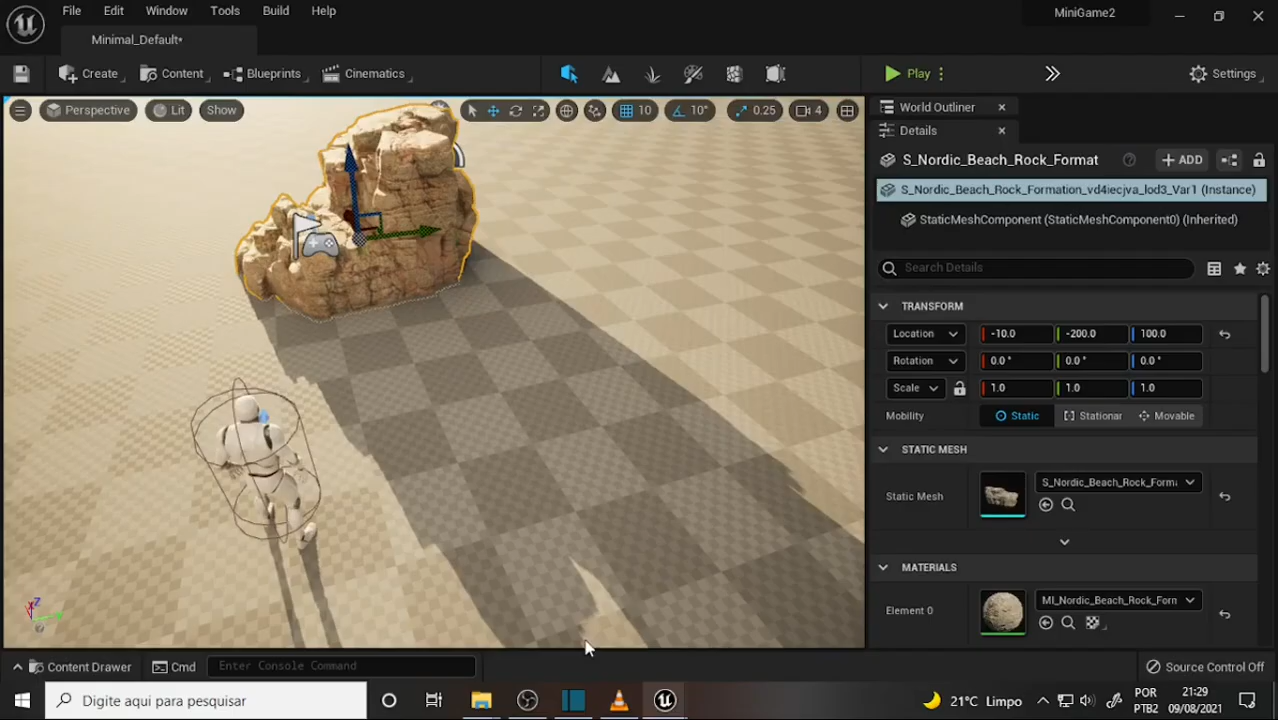 File Edit Window Tools Build Help
MiniGame2
Minimal_Default*
Create Content Blueprints Cinematics Play Settings
Perspective Lit Show 10 10° 0.25 4
World Outliner
Details
S_Nordic_Beach_Rock_Format ADD
S_Nordic_Beach_Rock_Formation_vd4iecjva_lod3_Var1 (Instance)
StaticMeshComponent (StaticMeshComponent0) (Inherited)
Search Details
TRANSFORM
Location -10.0 -200.0 100.0
Rotation 0.0 ° 0.0 ° 0.0 °
Scale 1.0 1.0 1.0
Mobility Static Stationar Movable
STATIC MESH
S_Nordic_Beach_Rock_Forma
Static Mesh
MATERIALS
MI_Nordic_Beach_Rock_Form
Element 0
Z
Content Drawer Cmd Enter Console Command Source Control Off
Digite aqui para pesquisar
21°C Limpo
POR
PTB2
21:29
09/08/2021